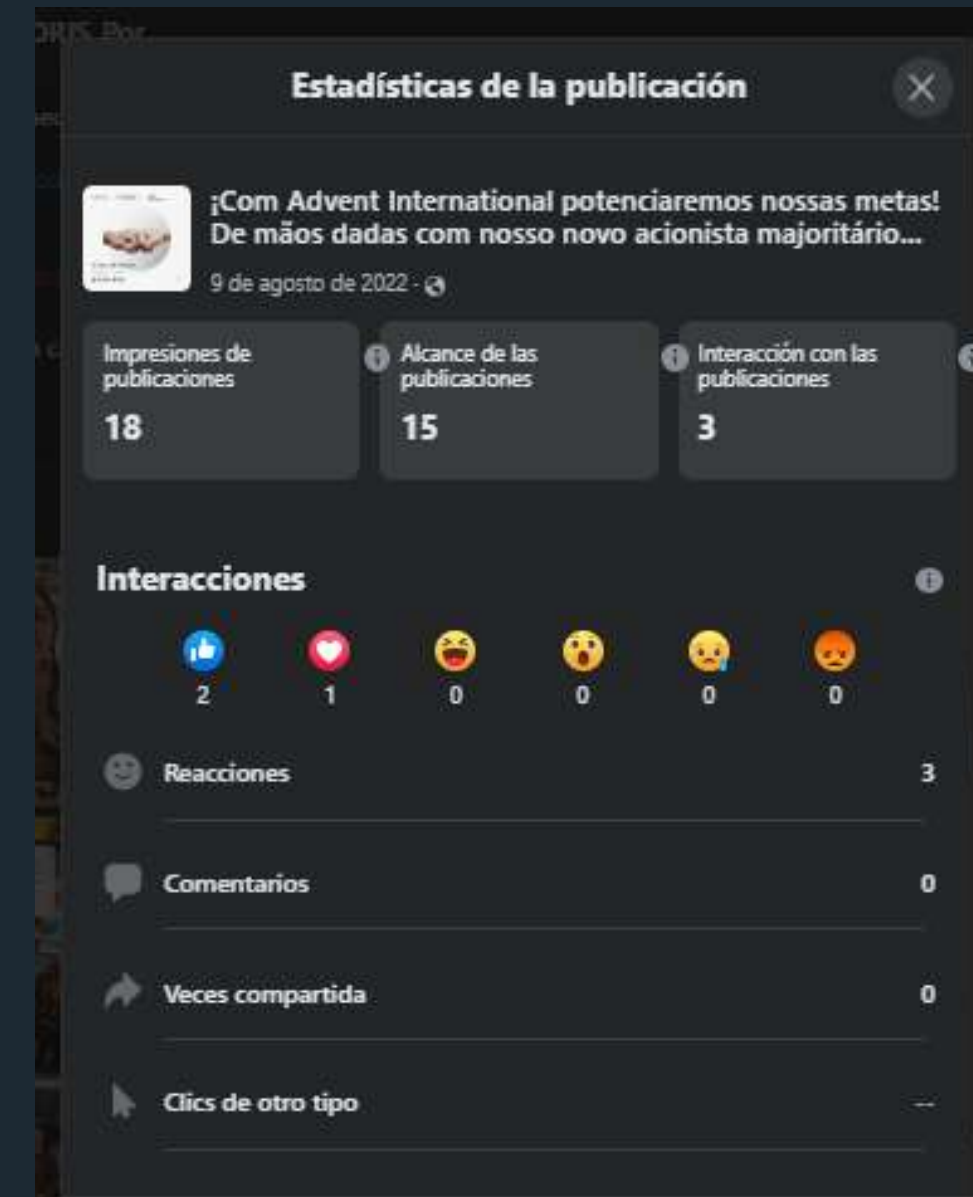 Estadísticas de la publicación
¡Com Advent International potenciaremos nossas metas!
De mãos dadas com nosso novo acionista majoritário...
9 de agosto de 2022 ·
Impresiones de
publicaciones
18
Alcance de las
publicaciones
15
Interacción con las
publicaciones
3
Interacciones
2 1 0 0 0 0
Reacciones 3
Comentarios 0
Veces compartida 0
Clics de otro tipo --